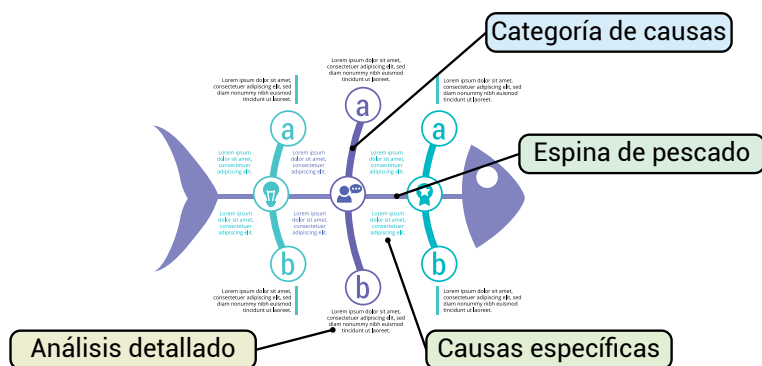 Categoría de causas
Lorem ipsum dolor sit amet,
consectetuer adipiscing elit, sed
diam nonummy nibh euismod
tincidunt ut laoreet.
Lorem ipsum dolor sit amet,
consectetuer adipiscing elit, sed
diam nonummy nibh euismod
tincidunt ut laoreet.
Lorem ipsum dolor sit amet,
consectetuer adipiscing elit, sed
diam nonummy nibh euismod
tincidunt ut laoreet.
a
a
a
Lorem ipsum
dolor sit amet,
consectetuer
adipiscing elit.
Lorem ipsum
dolor sit amet,
consectetuer
adipiscing elit.
Lorem ipsum
dolor sit amet,
consectetuer
adipiscing elit.
Espina de pescado
Lorem ipsum
dolor sit amet,
consectetuer
adipiscing elit.
Lorem ipsum
dolor sit amet,
consectetuer
adipiscing elit.
Lorem ipsum
dolor sit amet,
consectetuer
adipiscing elit.
b
b
b
Lorem ipsum dolor sit amet,
consectetuer adipiscing elit, sed
diam nonummy nibh euismod
tincidunt ut laoreet.
Lorem ipsum dolor sit amet,
consectetuer adipiscing elit, sed
diam nonummy nibh euismod
tincidunt ut laoreet.
Lorem ipsum dolor sit amet,
consectetuer adipiscing elit, sed
diam nonummy nibh euismod
tincidunt ut laoreet.
Análisis detallado
Causas específicas